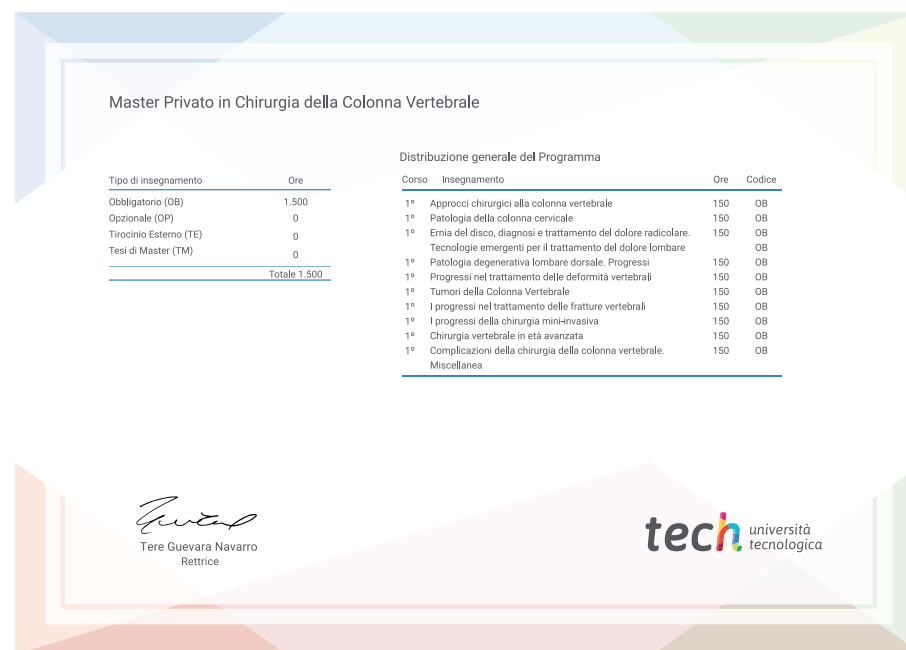 Master Privato in Chirurgia della Colonna Vertebrale
Tipo di insegnamento Ore
Obbligatorio (OB) 1.500
Opzionale (OP) 0
Tirocinio Esterno (TE) 0
Tesi di Master (TM) 0
Totale 1.500
Distribuzione generale del Programma
Corso Insegnamento Ore Codice
1º Approcci chirurgici alla colonna vertebrale 150 OB
1º Patologia della colonna cervicale 150 OB
1º Ernia del disco, diagnosi e trattamento del dolore radicolare. 150 OB
Tecnologie emergenti per il trattamento del dolore lombare OB
1º Patologia degenerativa lombare dorsale. Progressi 150 OB
1º Progressi nel trattamento delle deformità vertebrali 150 OB
1º Tumori della Colonna Vertebrale 150 OB
1º I progressi nel trattamento delle fratture vertebrali 150 OB
1º I progressi della chirurgia mini-invasiva 150 OB
1º Chirurgia vertebrale in età avanzata 150 OB
1º Complicazioni della chirurgia della colonna vertebrale. 150 OB
Miscellanea
Tere Guevara Navarro
Rettrice
tech università
tecnologica